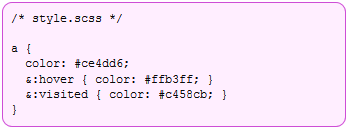 /* style.scss */

a {
  color: #ce4dd6;
  &:hover { color: #ffb3ff; }
  &:visited { color: #c458cb; }
}